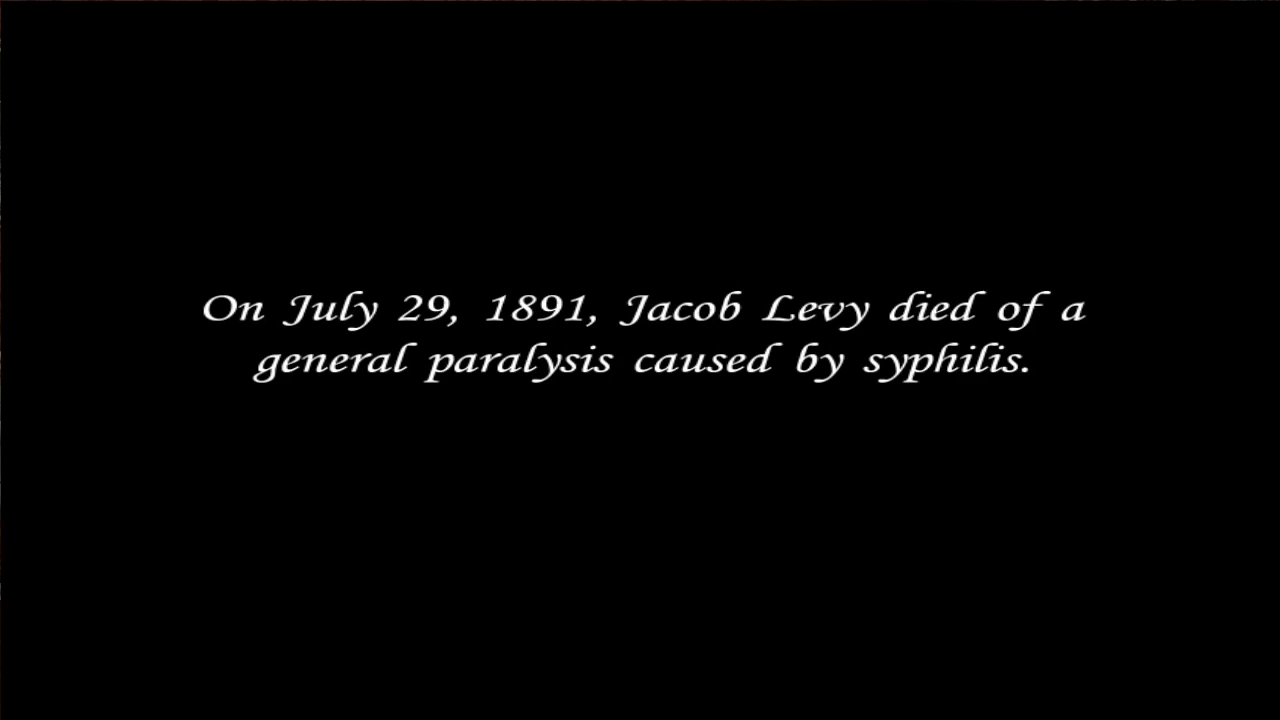 On July 29, 1891, Jacob Levy died of a
general paralysis caused by syphilis.